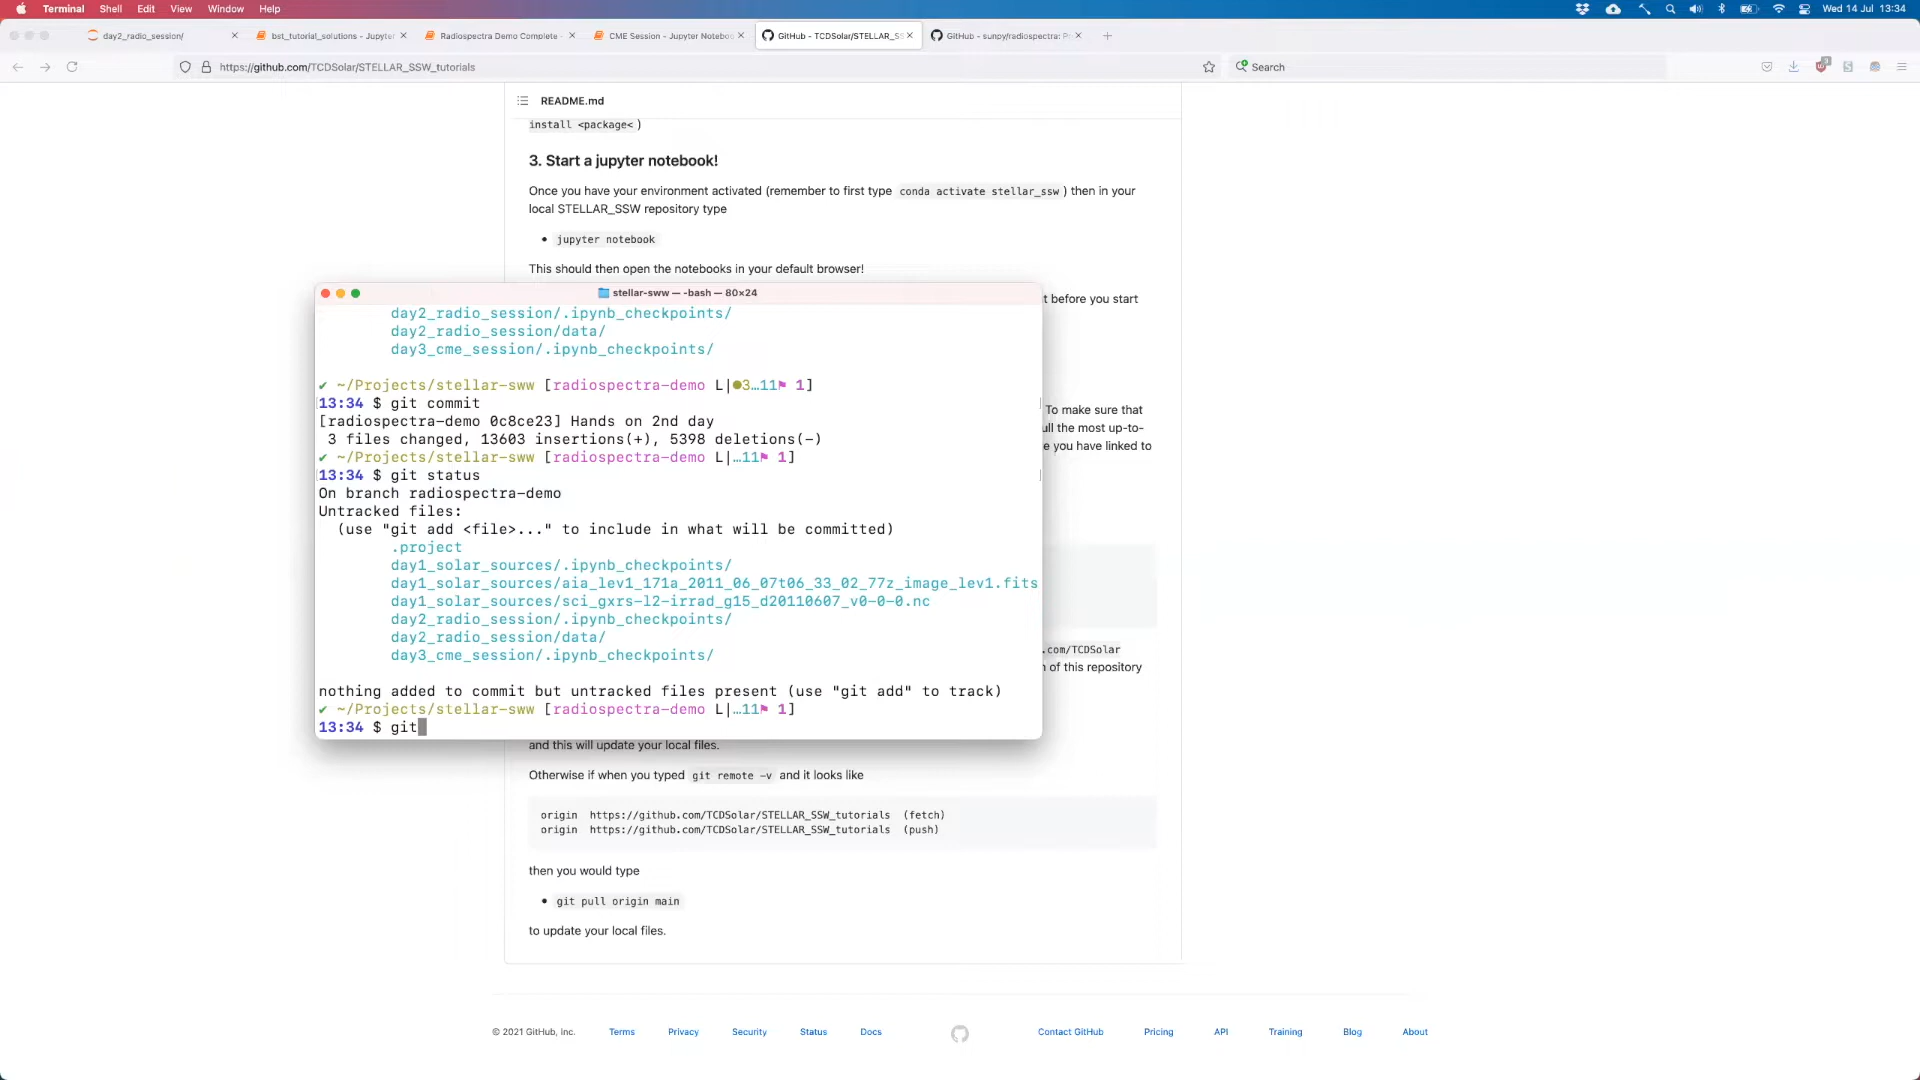 Terminal Shell Edit View Window Help Wed 14 Jul 13:34
day2_radio_session/ bst_tutorial_solutions - Jupyter Radiospectra Demo Complete - CME Session - Jupyter Notebo GitHub - TCDSolar/STELLAR_SS GitHub - sunpy/radiospectra: P
https://github.com/TCDSolar/STELLAR_SSW_tutorials Search
README.md
install <package< )
3. Start a jupyter notebook!
Once you have your environment activated (remember to first type conda activate stellar_ssw ) then in your
local STELLAR_SSW repository type
• jupyter notebook
This should then open the notebooks in your default browser!
t before you start
To make sure that
ull the most up-to-
e you have linked to
.com/TCDSolar
n of this repository
stellar-sww — -bash — 80×24
day2_radio_session/.ipynb_checkpoints/
day2_radio_session/data/
day3_cme_session/.ipynb_checkpoints/
✔ ~/Projects/stellar-sww [radiospectra-demo L|●3…11⚑ 1]
13:34 $ git commit
[radiospectra-demo 0c8ce23] Hands on 2nd day
3 files changed, 13603 insertions(+), 5398 deletions(-)
✔ ~/Projects/stellar-sww [radiospectra-demo L|…11⚑ 1]
13:34 $ git status
On branch radiospectra-demo
Untracked files:
(use "git add <file>..." to include in what will be committed)
.project
day1_solar_sources/.ipynb_checkpoints/
day1_solar_sources/aia_lev1_171a_2011_06_07t06_33_02_77z_image_lev1.fits
day1_solar_sources/sci_gxrs-l2-irrad_g15_d20110607_v0-0-0.nc
day2_radio_session/.ipynb_checkpoints/
day2_radio_session/data/
day3_cme_session/.ipynb_checkpoints/
nothing added to commit but untracked files present (use "git add" to track)
✔ ~/Projects/stellar-sww [radiospectra-demo L|…11⚑ 1]
13:34 $ git
and this will update your local files.
Otherwise if when you typed git remote -v and it looks like
origin https://github.com/TCDSolar/STELLAR_SSW_tutorials (fetch)
origin https://github.com/TCDSolar/STELLAR_SSW_tutorials (push)
then you would type
• git pull origin main
to update your local files.
© 2021 GitHub, Inc. Terms Privacy Security Status Docs Contact GitHub Pricing API Training Blog About